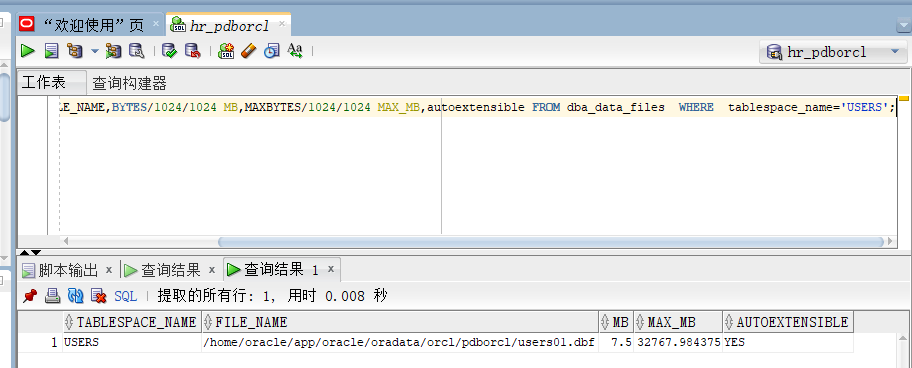 “欢迎使用”页
hr_pdborcl
hr_pdborcl
工作表 查询构建器
LE_NAME,BYTES/1024/1024 MB,MAXBYTES/1024/1024 MAX_MB,autoextensible FROM dba_data_files  WHERE  tablespace_name='USERS';
脚本输出 查询结果 查询结果 1
SQL | 提取的所有行: 1, 用时 0.008 秒
TABLESPACE_NAME FILE_NAME MB MAX_MB AUTOEXTENSIBLE
1 USERS /home/oracle/app/oracle/oradata/orcl/pdborcl/users01.dbf 7.5 32767.984375 YES